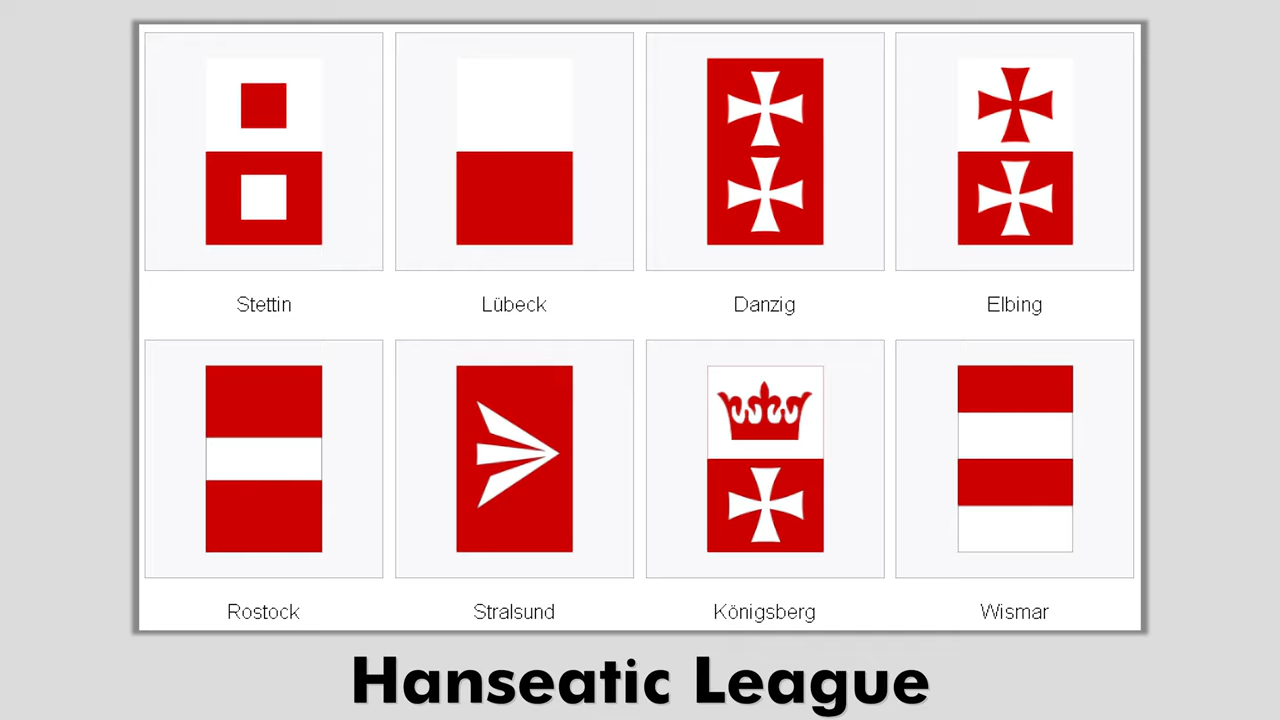 Stettin Lübeck Danzig Elbing
Rostock Stralsund Königsberg Wismar
Hanseatic League